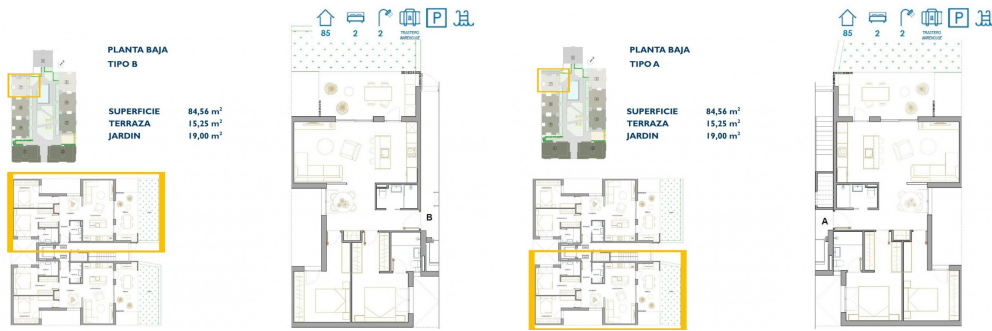 85 2 2 TRASTERO P
WAREHOUSE
PLANTA BAJA
TIPO B
SUPERFICIE 84,56 m²
TERRAZA 15,25 m²
JARDIN 19,00 m²
B
85 2 2 TRASTERO P
WAREHOUSE
PLANTA BAJA
TIPO A
SUPERFICIE 84,56 m²
TERRAZA 15,25 m²
JARDIN 19,00 m²
A